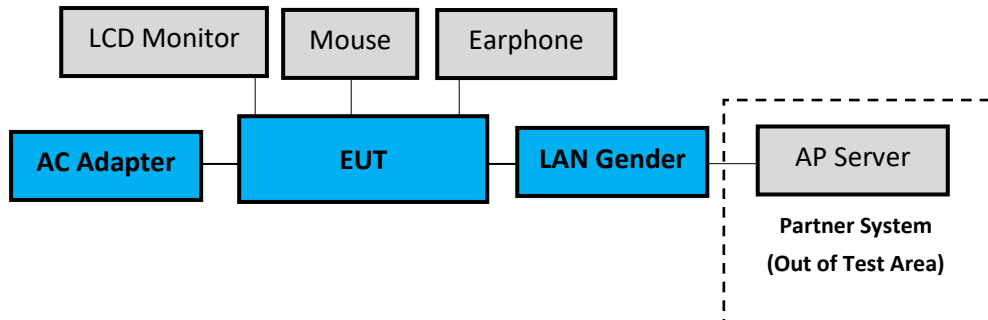 LCD Monitor
Mouse
Earphone
AC Adapter
EUT
LAN Gender
AP Server
Partner System
(Out of Test Area)